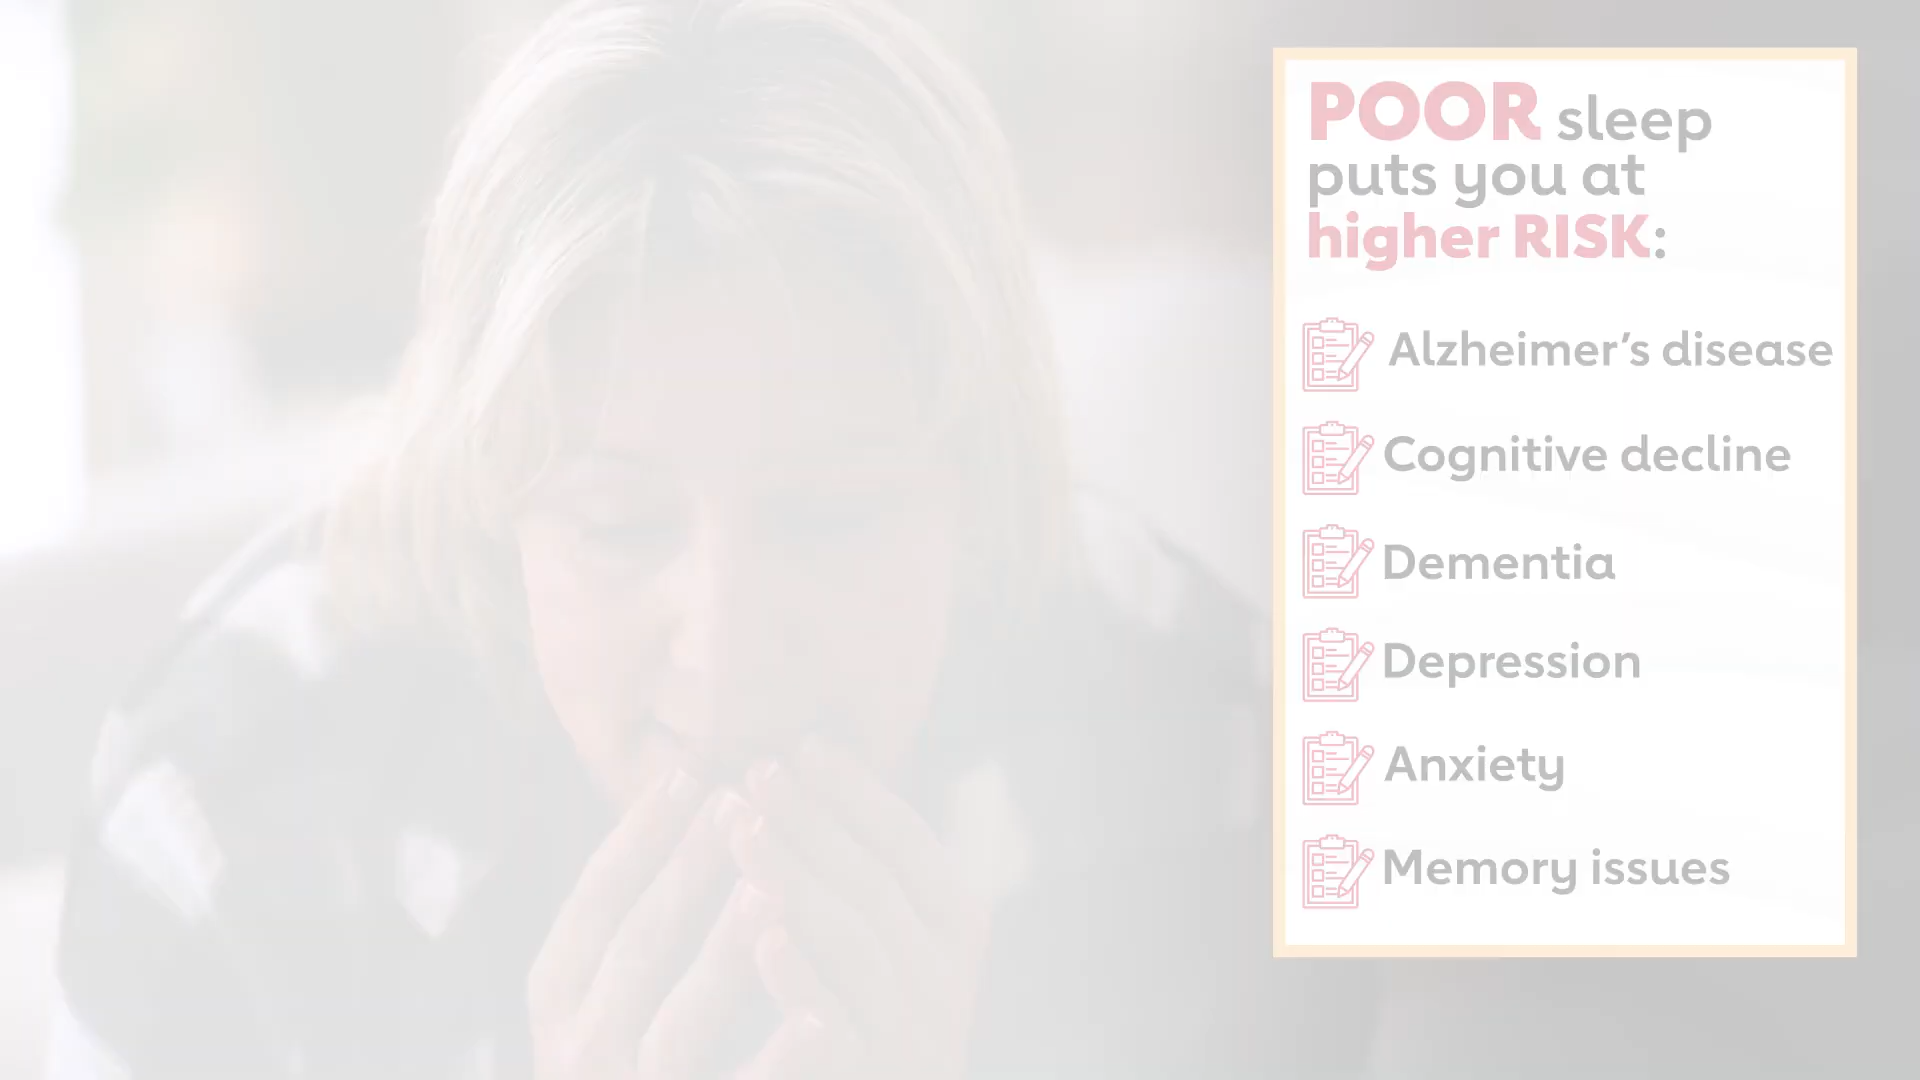 POOR sleep
puts you at
higher RISK:
Alzheimer's disease
Cognitive decline
Dementia
Depression
Anxiety
Memory issues